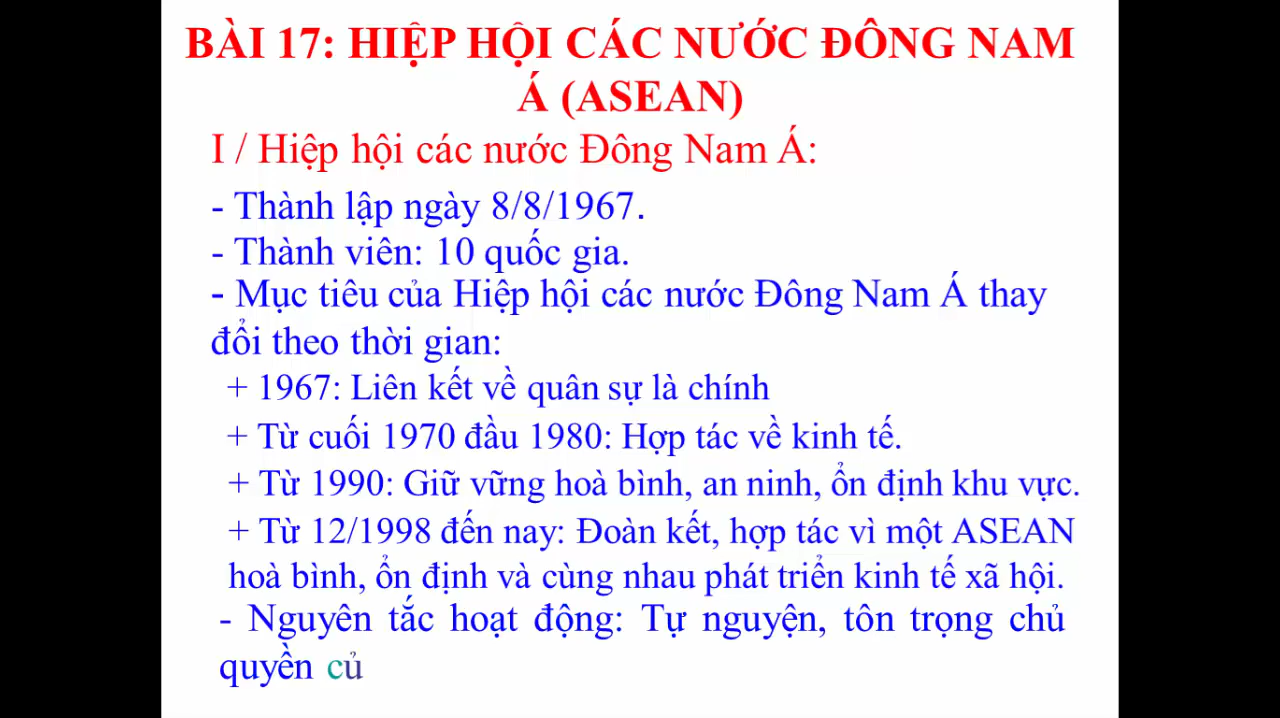 BÀI 17: HIỆP HỘI CÁC NƯỚC ĐÔNG NAM
Á (ASEAN)
I / Hiệp hội các nước Đông Nam Á:
- Thành lập ngày 8/8/1967.
- Thành viên: 10 quốc gia.
- Mục tiêu của Hiệp hội các nước Đông Nam Á thay
đổi theo thời gian:
+ 1967: Liên kết về quân sự là chính
+ Từ cuối 1970 đầu 1980: Hợp tác về kinh tế.
+ Từ 1990: Giữ vững hoà bình, an ninh, ổn định khu vực.
+ Từ 12/1998 đến nay: Đoàn kết, hợp tác vì một ASEAN
hoà bình, ổn định và cùng nhau phát triển kinh tế xã hội.
- Nguyên tắc hoạt động: Tự nguyện, tôn trọng chủ
quyền củ